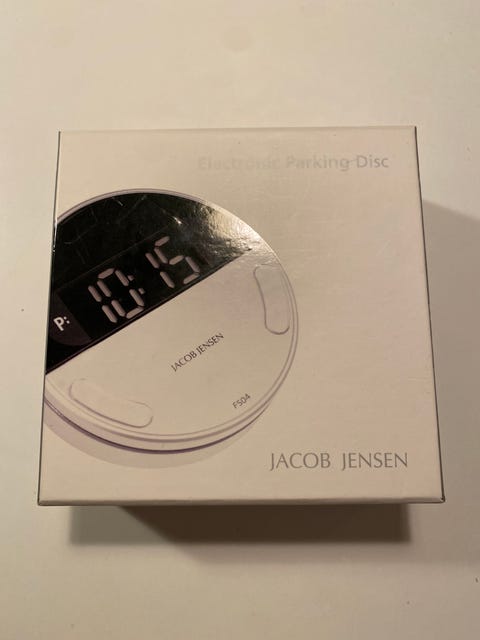 Electronic Parking Disc
P: 10:15
JACOB JENSEN
FS04
JACOB JENSEN